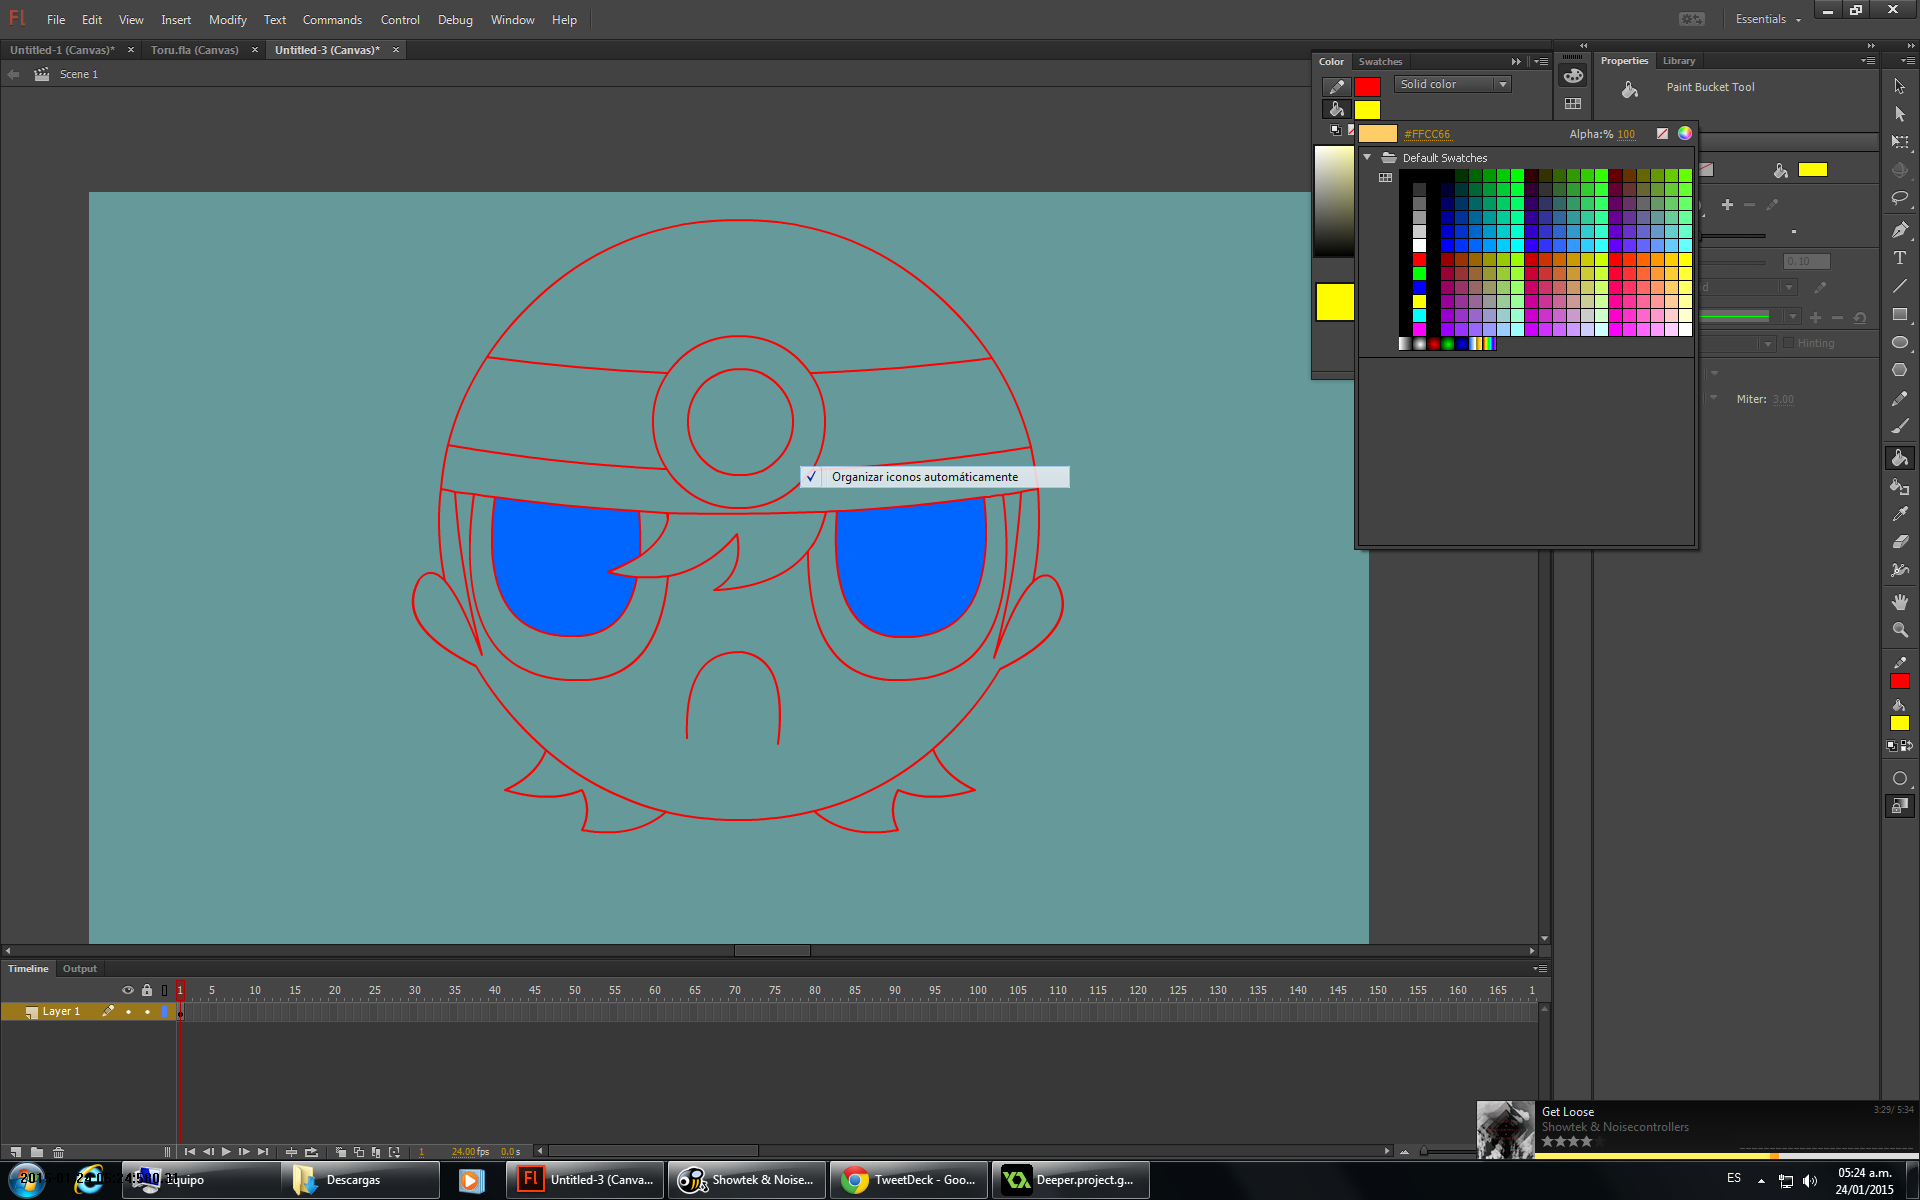 Fl File Edit View Insert Modify Text Commands Control Debug Window Help Essentials
Untitled-1 (Canvas)* × Toru.fla (Canvas) × Untitled-3 (Canvas)* ×
Scene 1
Color Swatches
Solid color
Properties Library
Paint Bucket Tool
#FFCC66 Alpha:% 100
Default Swatches
0,10
Hinting
Miter: 3,00
Organizar iconos automáticamente
Timeline Output
1 5 10 15 20 25 30 35 40 45 50 55 60 65 70 75 80 85 90 95 100 105 110 115 120 125 130 135 140 145 150 155 160 165 1
Layer 1
1 24.00 fps 0.0 s
Get Loose 3:29/ 5:34
Showtek & Noisecontrollers
Equipo
Descargas
Fl Untitled-3 (Canva...
Showtek & Noise...
TweetDeck - Goo...
Deeper.project.g...
ES
05:24 a.m.
24/01/2015